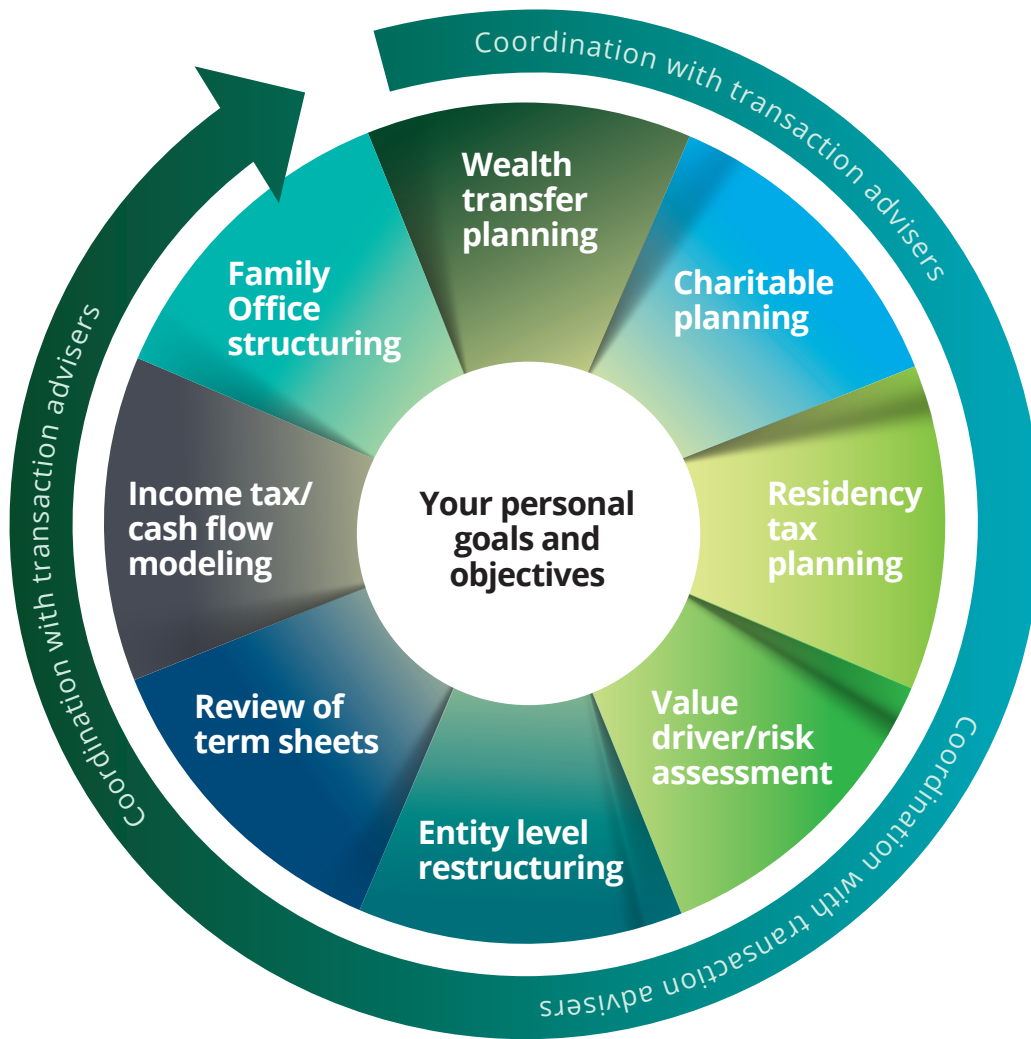 Coordination with transaction advisers
Wealth
transfer
planning
Charitable
planning
Residency
tax
planning
Value
driver/risk
assessment
Entity level
restructuring
Review of
term sheets
Income tax/
cash flow
modeling
Family
Office
structuring
Your personal
goals and
objectives
Coordination with transaction advisers
Coordination with transaction advisers